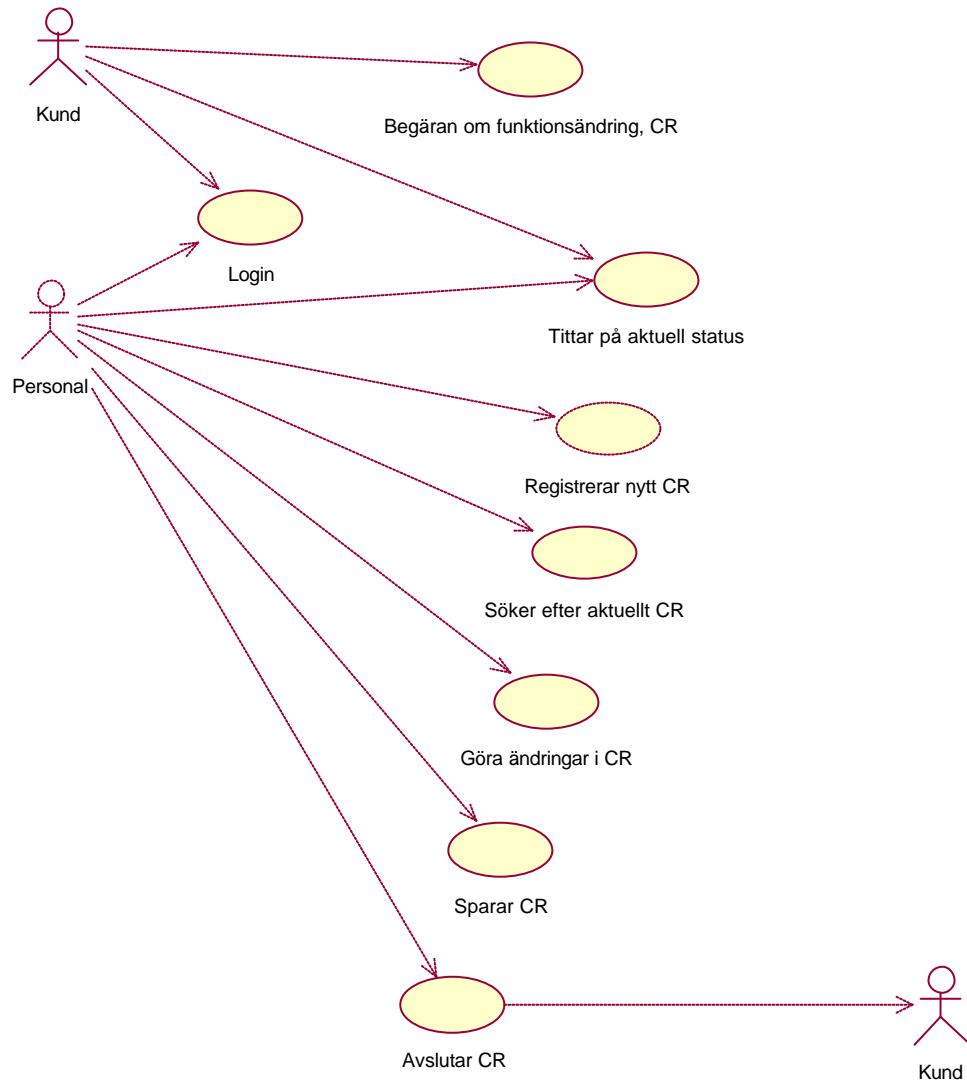 Kund
Begäran om funktionsändring, CR
Login
Tittar på aktuell status
Personal
Registrerar nytt CR
Söker efter aktuellt CR
Göra ändringar i CR
Sparar CR
Avslutar CR
Kund